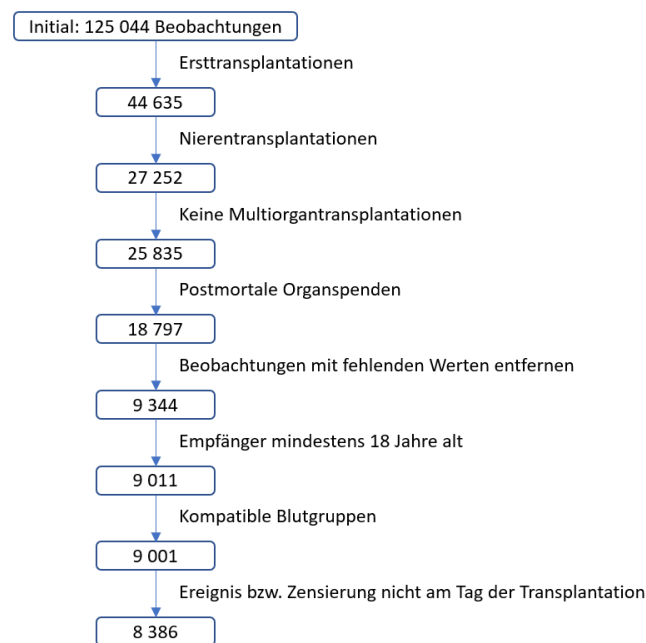 Initial: 125 044 Beobachtungen
Ersttransplantationen
44 635
Nierentransplantationen
27 252
Keine Multiorgantransplantationen
25 835
Postmortale Organspenden
18 797
Beobachtungen mit fehlenden Werten entfernen
9 344
Empfänger mindestens 18 Jahre alt
9 011
Kompatible Blutgruppen
9 001
Ereignis bzw. Zensierung nicht am Tag der Transplantation
8 386